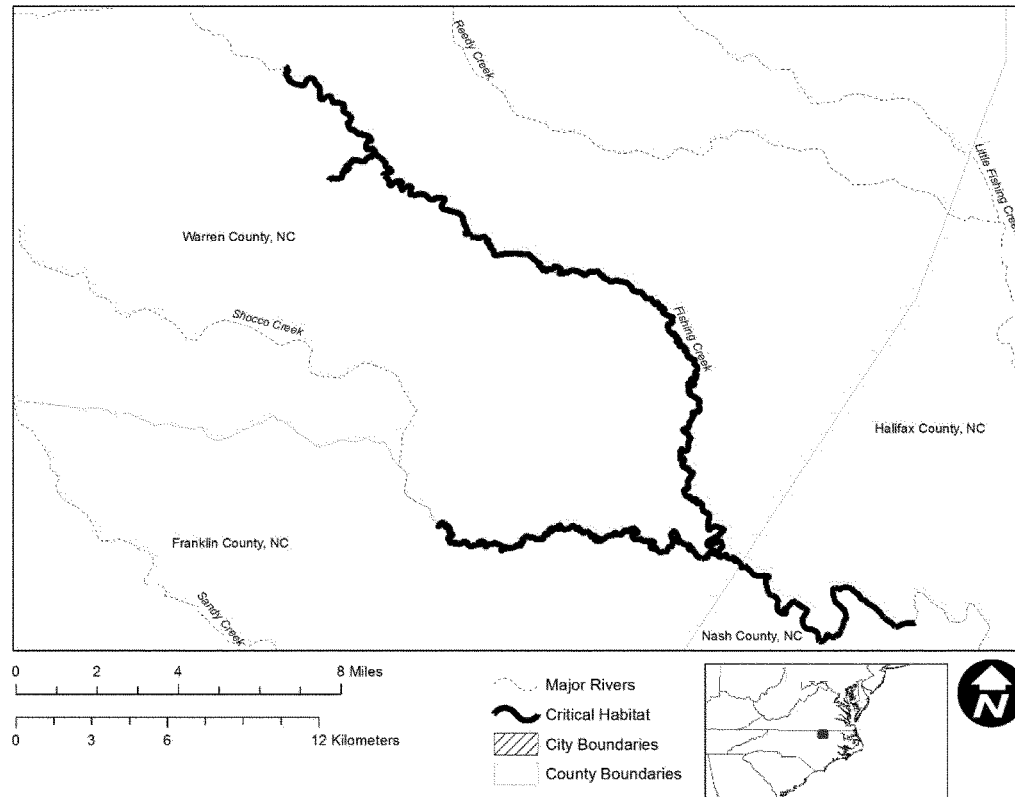 Reedy Creek
Little Fishing Creek
Warren County, NC
Shocco Creek
Fishing Creek
Halifax County, NC
Franklin County, NC
Sandy Creek
Nash County, NC
0 2 4 8 Miles
0 3 6 12 Kilometers
Major Rivers
Critical Habitat
City Boundaries
County Boundaries
N